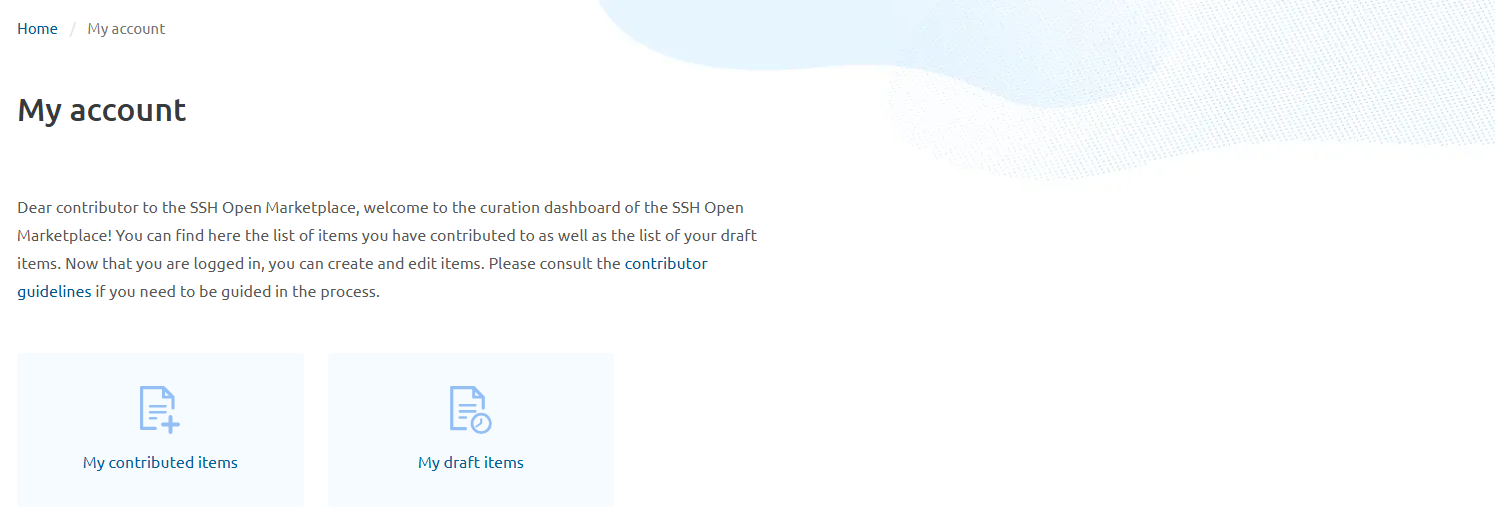 Home / My account
My account
Dear contributor to the SSH Open Marketplace, welcome to the curation dashboard of the SSH Open
Marketplace! You can find here the list of items you have contributed to as well as the list of your draft
items. Now that you are logged in, you can create and edit items. Please consult the contributor
guidelines if you need to be guided in the process.
My contributed items
My draft items